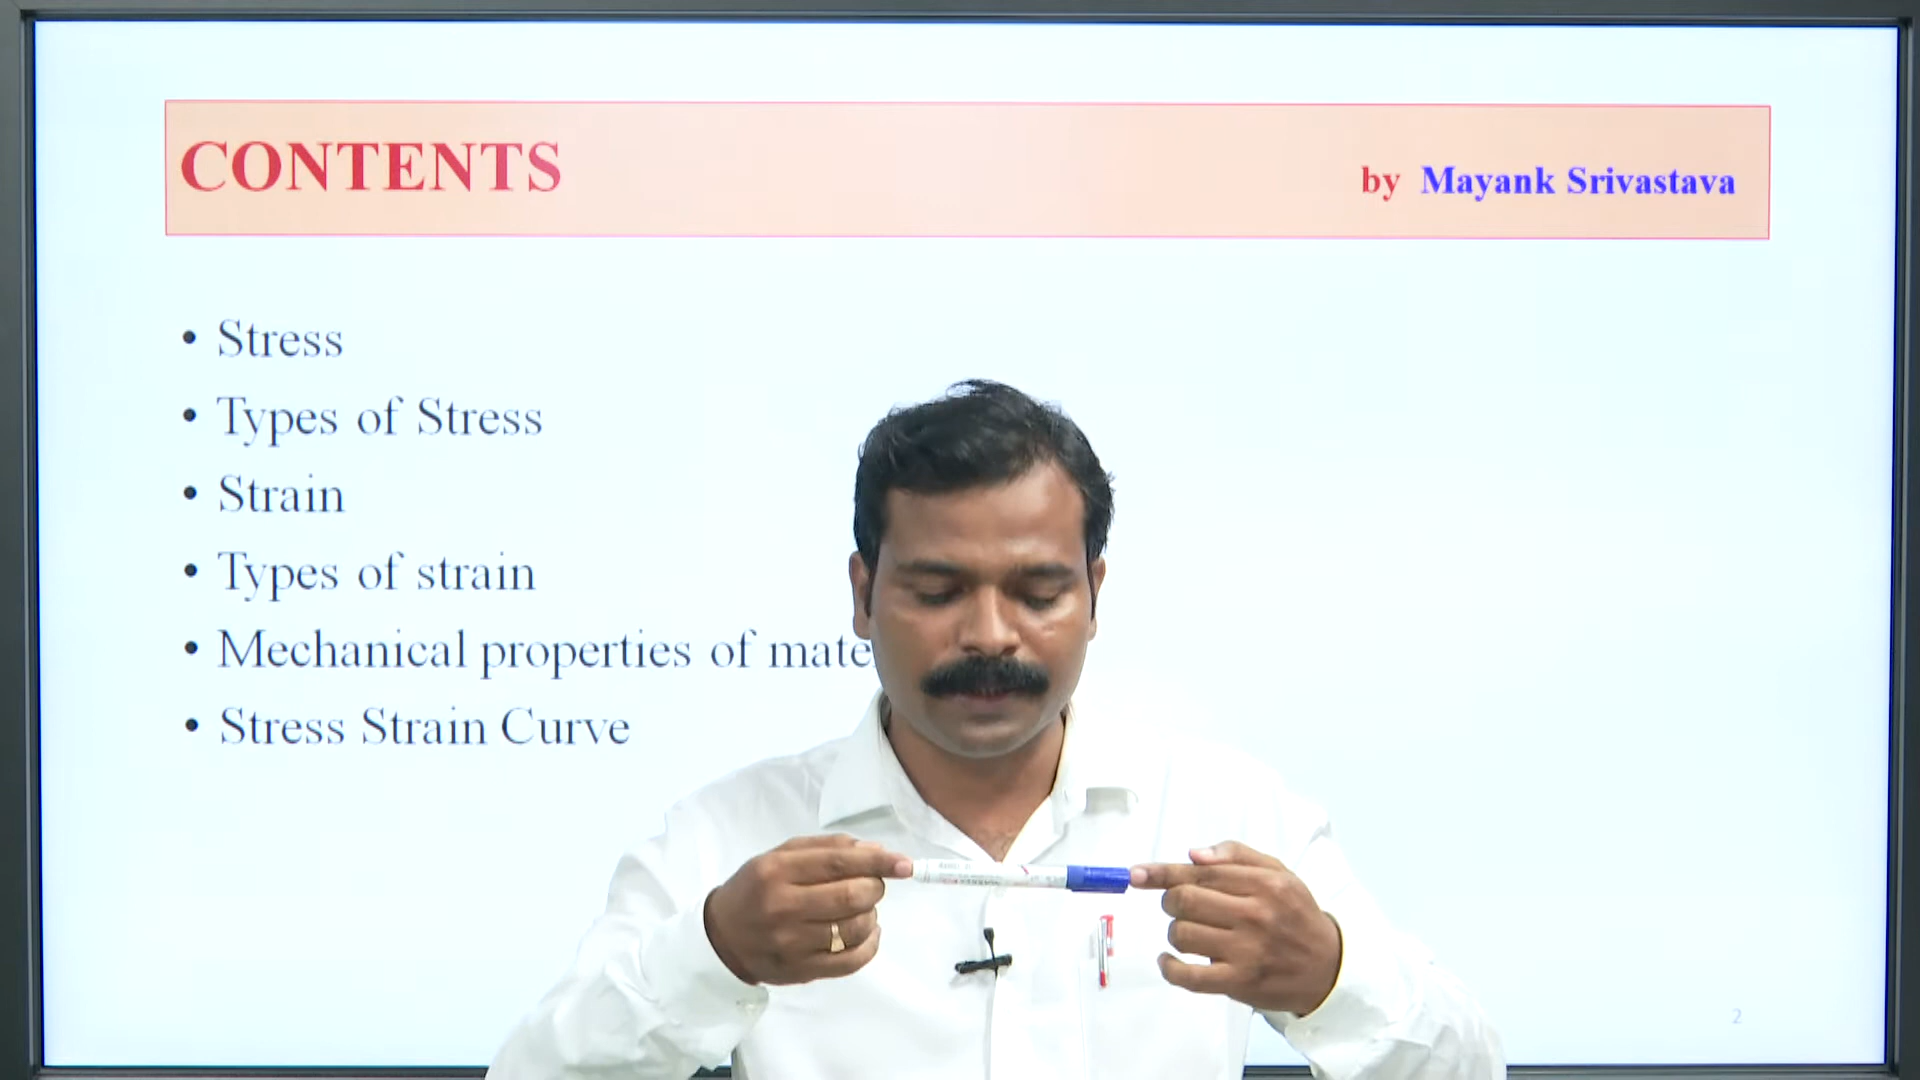 CONTENTS
by Mayank Srivastava
• Stress
• Types of Stress
• Strain
• Types of strain
• Mechanical properties of mate
• Stress Strain Curve
2